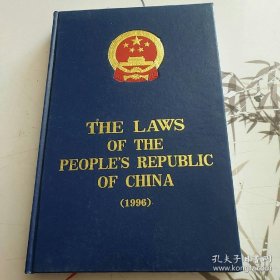 THE LAWS
OF THE
PEOPLE'S REPUBLIC
OF CHINA
(1996)
孔夫子旧书网